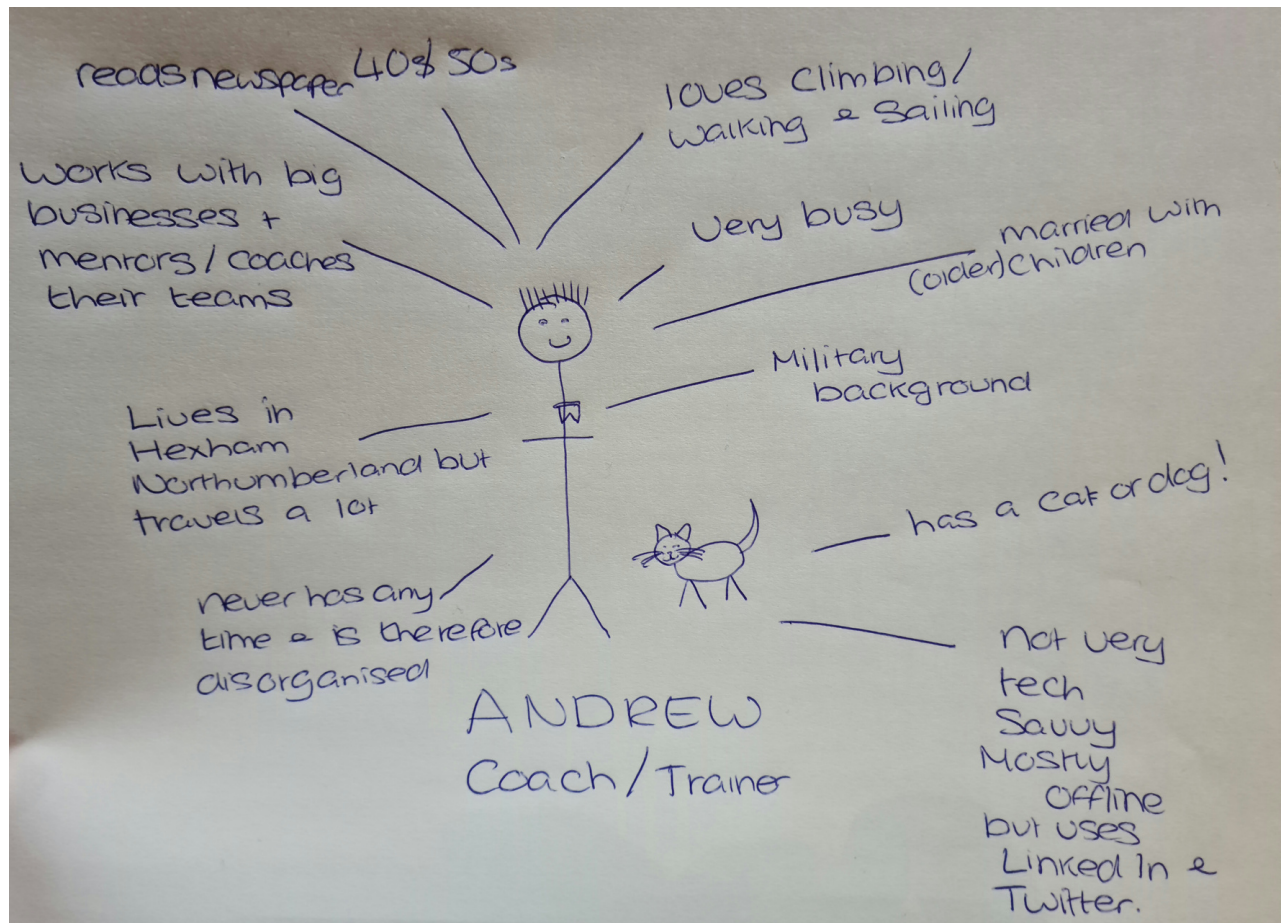 reads newspaper
40s/50s
loves climbing/
walking & sailing
works with big
businesses +
mentors/coaches
their teams
very busy
married with
(older) children
Military
background
Lives in
Hexham
Northumberland but
travels a lot
has a cat or dog!
never has any
time & is therefore
disorganised
not very
tech
Savvy
Mostly
Offline
but uses
Linked In &
Twitter.
ANDREW
Coach/Trainer